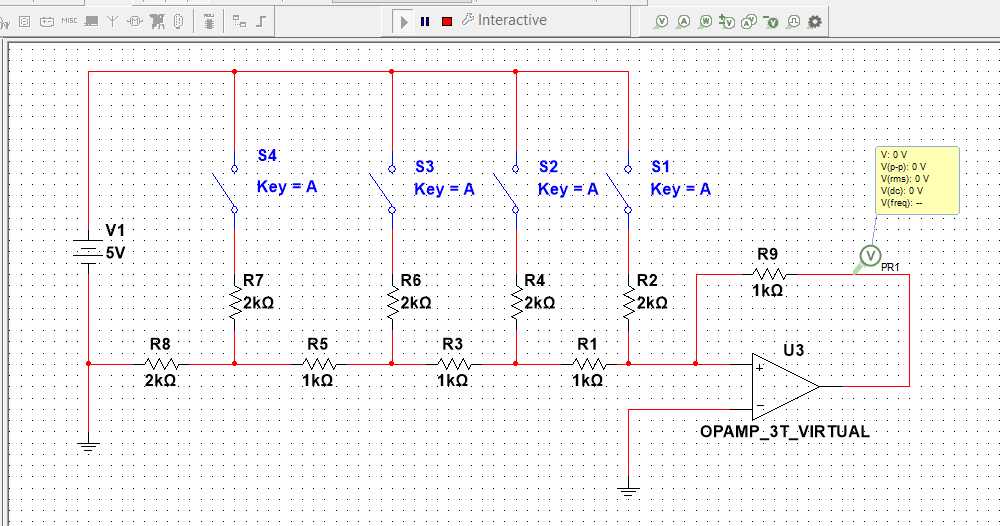 MISC
Interactive
V A W V A V
S4
Key = A
S3
Key = A
S2
Key = A
S1
Key = A
V: 0 V
V(p-p): 0 V
V(rms): 0 V
V(dc): 0 V
V(freq): --
V
PR1
V1
5V
R7
2kΩ
R6
2kΩ
R4
2kΩ
R2
2kΩ
R9
1kΩ
R8
2kΩ
R5
1kΩ
R3
1kΩ
R1
1kΩ
U3
+
−
OPAMP_3T_VIRTUAL